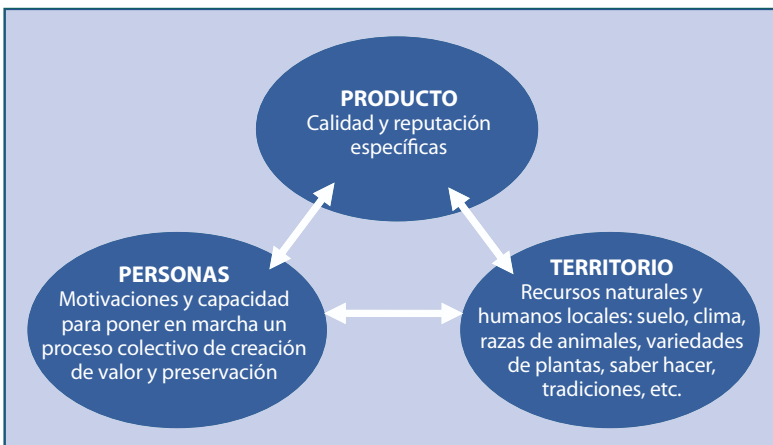 PRODUCTO
Calidad y reputación
específicas
PERSONAS
Motivaciones y capacidad
para poner en marcha un
proceso colectivo de creación
de valor y preservación
TERRITORIO
Recursos naturales y
humanos locales: suelo, clima,
razas de animales, variedades
de plantas, saber hacer,
tradiciones, etc.